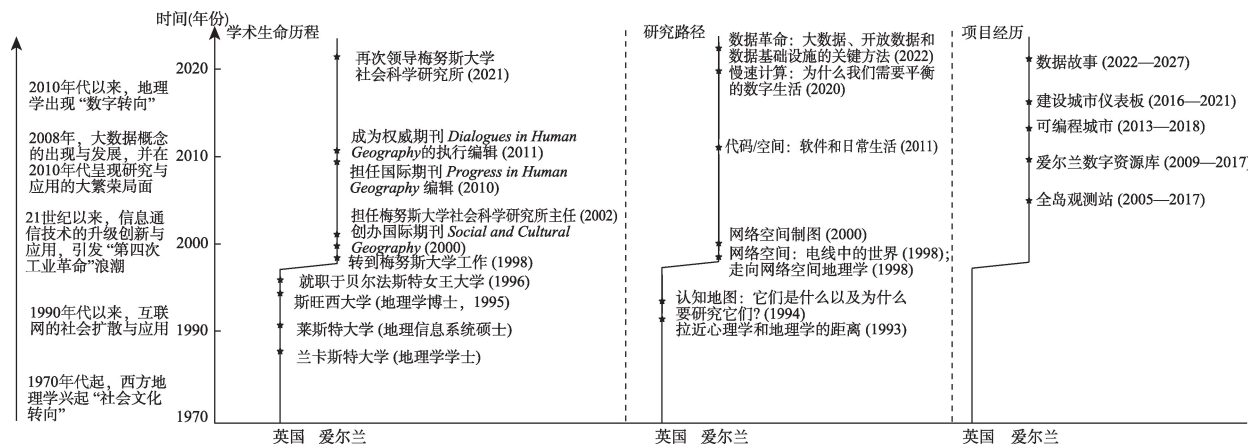 时间(年份)
2020
2010
2000
1990
1970
2010年代以来，地理
学出现“数字转向”
2008年，大数据概念
的出现与发展，并在
2010年代呈现研究与
应用的大繁荣局面
21世纪以来，信息通
信技术的升级创新与
应用，引发“第四次
工业革命”浪潮
1990年代以来，互联
网的社会扩散与应用
1970年代起，西方地
理学兴起“社会文化
转向”
学术生命历程
再次领导梅努斯大学
社会科学研究所 (2021)
成为权威期刊 Dialogues in Human
Geography的执行编辑 (2011)
担任国际期刊 Progress in Human
Geography 编辑 (2010)
担任梅努斯大学社会科学研究所主任 (2002)
创办国际期刊 Social and Cultural
Geography (2000)
转到梅努斯大学工作 (1998)
就职于贝尔法斯特女王大学 (1996)
斯旺西大学 (地理学博士，1995)
莱斯特大学 (地理信息系统硕士)
兰卡斯特大学 (地理学学士)
英国 爱尔兰
研究路径
数据革命：大数据、开放数据和
数据基础设施的关键方法 (2022)
慢速计算：为什么我们需要平衡
的数字生活 (2020)
代码/空间：软件和日常生活 (2011)
网络空间制图 (2000)
网络空间：电线中的世界 (1998)；
走向网络空间地理学 (1998)
认知地图：它们是什么以及为什么
要研究它们? (1994)
拉近心理学和地理学的距离 (1993)
英国 爱尔兰
项目经历
数据故事 (2022—2027)
建设城市仪表板 (2016—2021)
可编程城市 (2013—2018)
爱尔兰数字资源库 (2009—2017)
全岛观测站 (2005—2017)
英国 爱尔兰